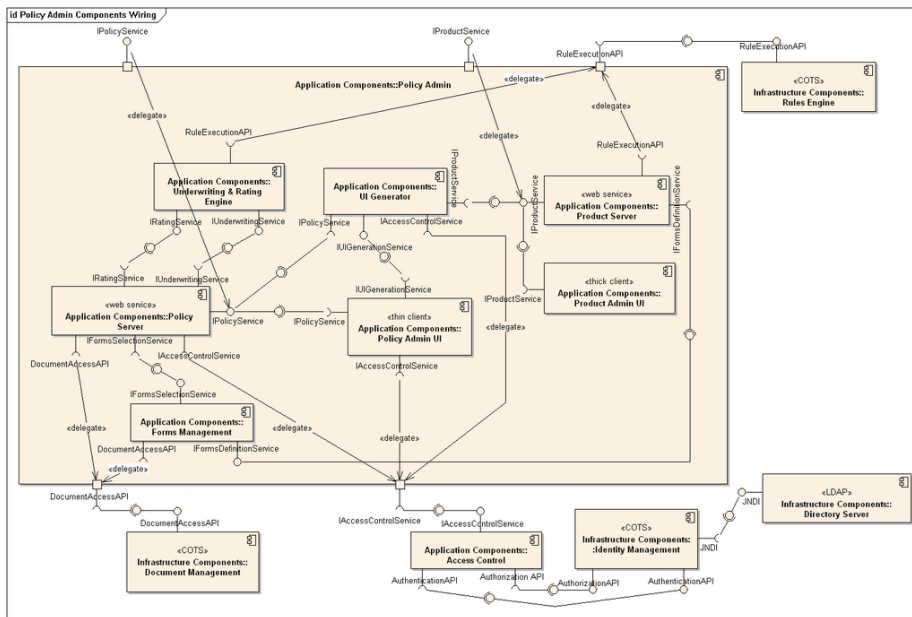 id Policy Admin Components Wiring
IPolicyService
IProductService
RuleExecutionAPI
RuleExecutionAPI
«COTS»
Infrastructure Components::
Rules Engine
Application Components::Policy Admin
«delegate»
«delegate»
«delegate»
«delegate»
RuleExecutionAPI
RuleExecutionAPI
Application Components::
Underwriting & Rating
Engine
Application Components::
UI Generator
IProductService
IProductService
«web service»
Application Components::
Product Server
IFormsDefinitionService
IRatingService
IUnderwritingService
IPolicyService
IAccessControlService
IUIGenerationService
IRatingService
IUnderwritingService
IUIGenerationService
IProductService
«thick client»
Application Components::
Product Admin UI
«web service»
Application Components::Policy
Server
IPolicyService
IPolicyService
«thin client»
Application Components::
Policy Admin UI
«delegate»
IFormsSelectionService
DocumentAccessAPI
IAccessControlService
IAccessControlService
IFormsSelectionService
Application Components::
Forms Management
«delegate»
«delegate»
«delegate»
DocumentAccessAPI
IFormsDefinitionService
«delegate»
DocumentAccessAPI
IAccessControlService
DocumentAccessAPI
IAccessControlService
«COTS»
Infrastructure Components::
Document Management
Application Components::
Access Control
«COTS»
Infrastructure Components:
:Identity Management
JNDI
JNDI
«LDAP»
Infrastructure Components::
Directory Server
AuthenticationAPI
Authorization API
AuthorizationAPI
AuthenticationAPI